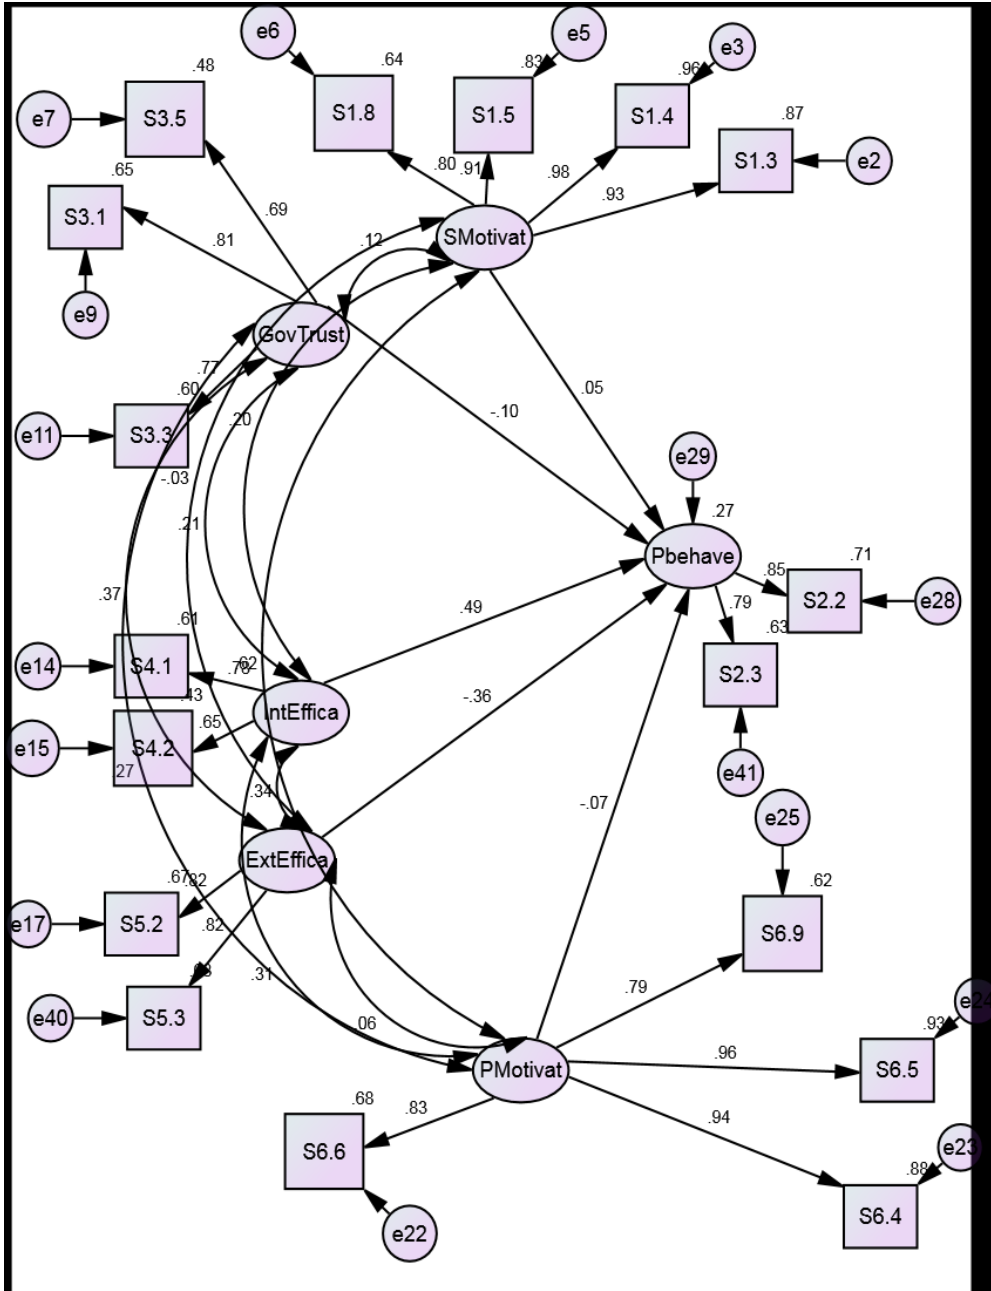 e6
e5
e3
.48
.64
.83
.96
e7
S3.5
S1.8
S1.5
S1.4
.87
S1.3
e2
.65
.80
.91
.98
.93
S3.1
.69
.81
.12
SMotivat
e9
GovTrust
.77
.60
.05
.20
-.10
e11
S3.3
e29
-.03
.27
.21
Pbehave
.71
.85
S2.2
e28
.37
.49
.79
.61
.63
e14
S4.1
.78
.62
S2.3
.43
-.36
IntEffica
.65
e15
S4.2
e41
.27
.34
-.07
e25
ExtEffica
.67
.82
.62
e17
S5.2
.82
S6.9
.31
.79
e24
e40
S5.3
.06
.93
.96
S6.5
PMotivat
.68
.83
.94
S6.6
e23
.88
S6.4
e22